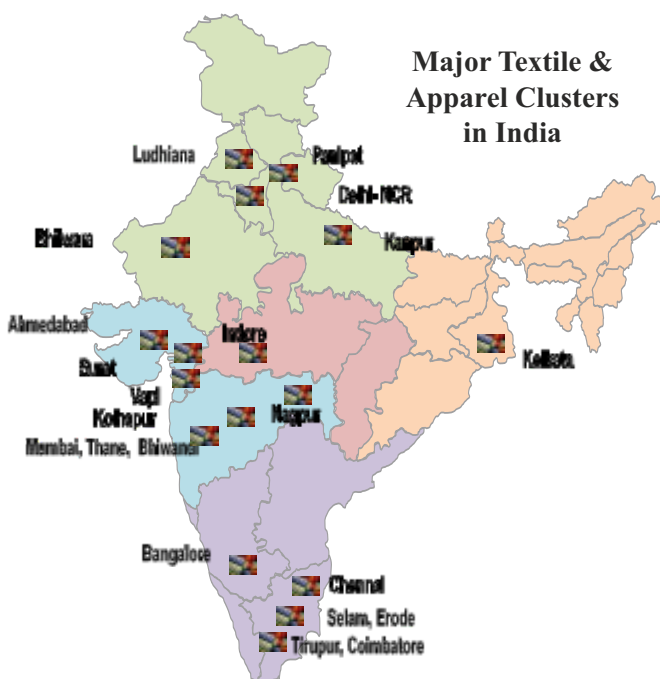 Major Textile &
Apparel Clusters
in India
Ludhiana
Panipat
Delhi-NCR
Bhilwara
Kanpur
Ahmedabad
Indore
Surat
Kolkata
Vapi
Kolhapur
Nagpur
Mumbai, Thane, Bhiwandi
Bangalore
Chennai
Selam, Erode
Tirupur, Coimbatore